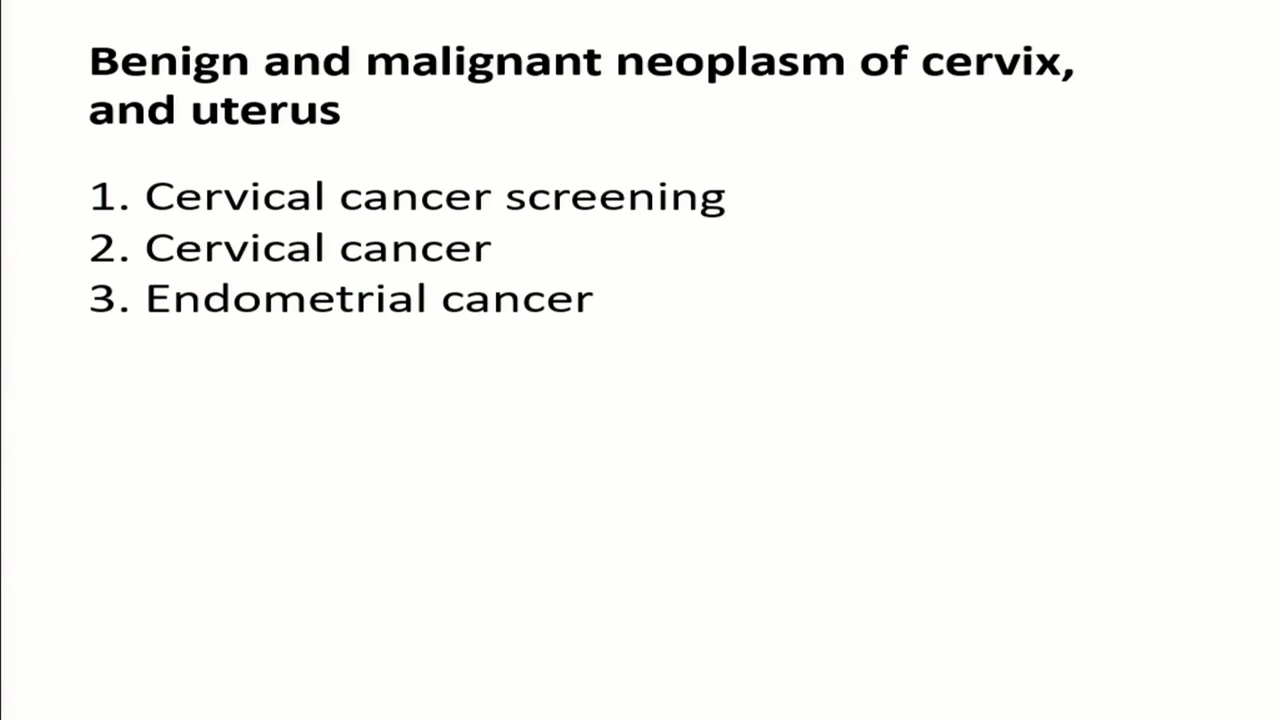 Benign and malignant neoplasm of cervix,
and uterus
1. Cervical cancer screening
2. Cervical cancer
3. Endometrial cancer